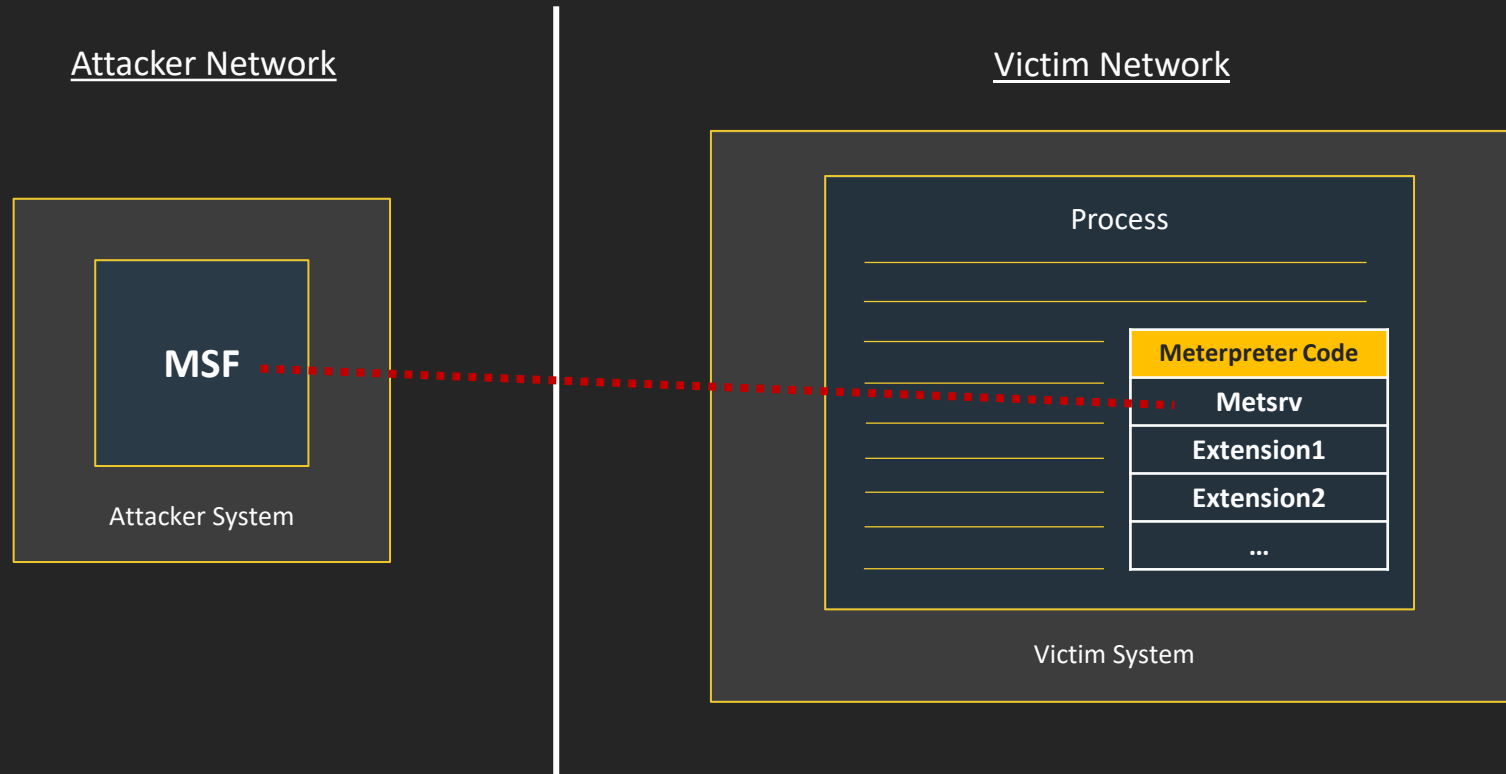 Attacker Network
MSF
Attacker System
Victim Network
Process
Meterpreter Code
Metsrv
Extension1
Extension2
…
Victim System